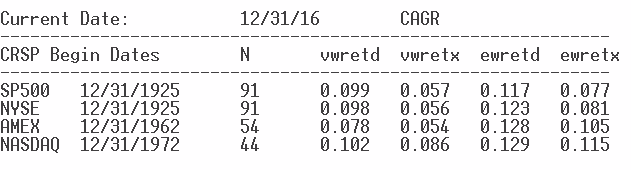 Current Date: 12/31/16 CAGR
CRSP Begin Dates N vwretd vwretx ewretd ewretx
SP500 12/31/1925 91 0.099 0.057 0.117 0.077
NYSE 12/31/1925 91 0.098 0.056 0.123 0.081
AMEX 12/31/1962 54 0.078 0.054 0.128 0.105
NASDAQ 12/31/1972 44 0.102 0.086 0.129 0.115